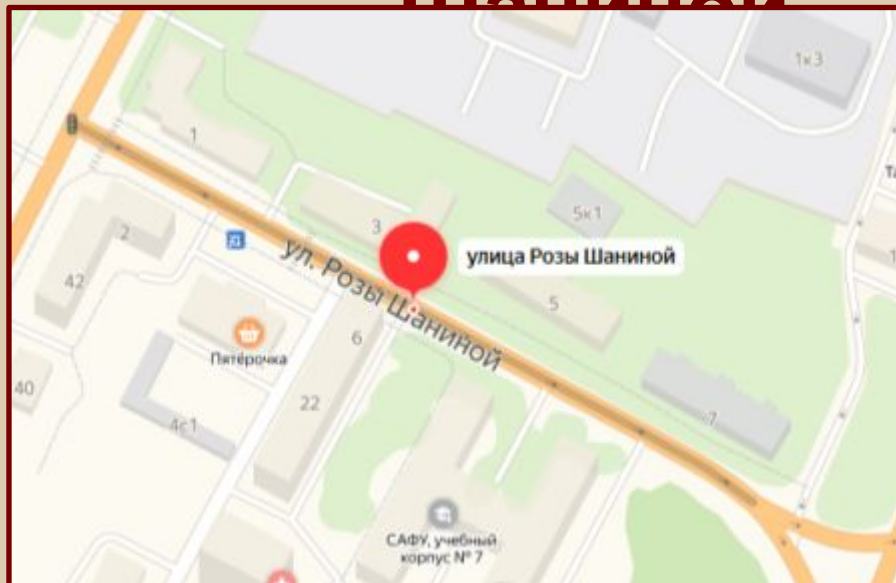 Шаниной
1к3
1
5к1
3
2
улица Розы Шаниной
42
ул. Розы Шаниной
5
6
Пятёрочка
40
22
7
4с1
САФУ, учебный
корпус № 7